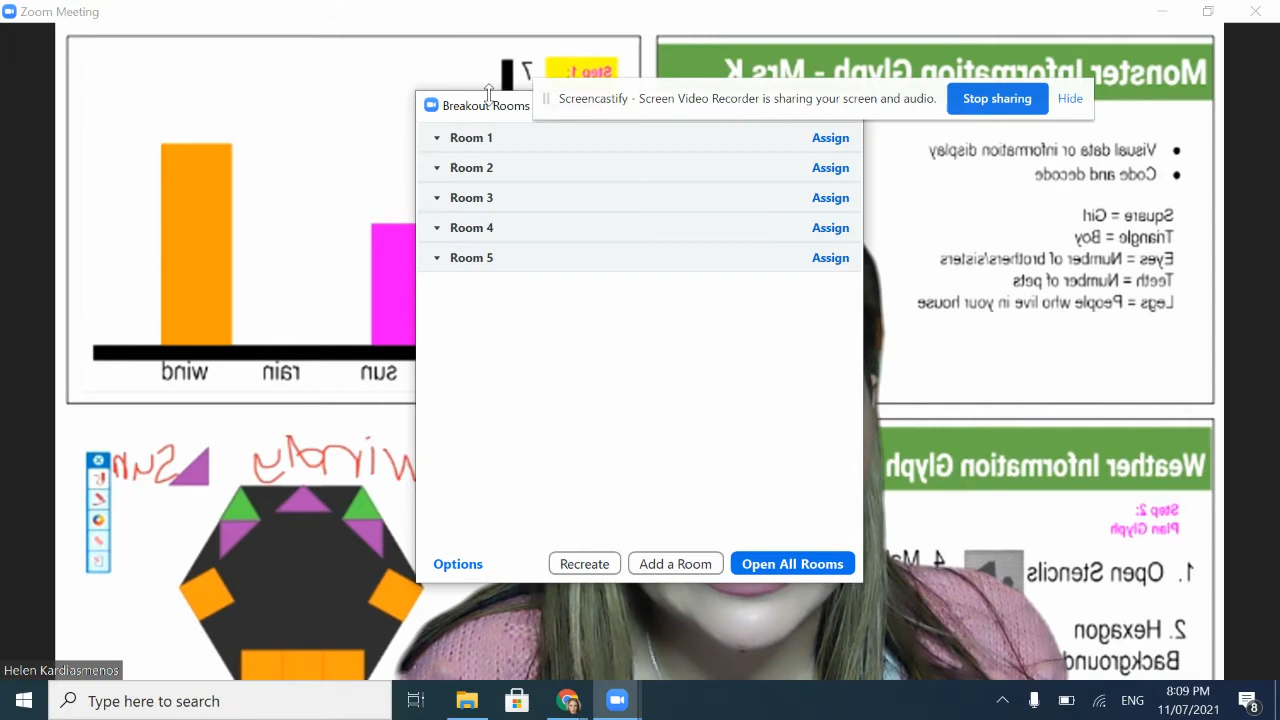 Zoom Meeting
7
Step 1:
Monster Information Glyph - Mrs K
Breakout Rooms
Screencastify - Screen Video Recorder is sharing your screen and audio.
Stop sharing
Hide
Room 1 Assign
Room 2 Assign
Room 3 Assign
Room 4 Assign
Room 5 Assign
Visual data or information display
Code and decode
Square = Girl
Triangle = Boy
Eyes = Number of brothers/sisters
Teeth = Number of pets
Legs = People who live in your house
wind rain sun
Sun Windy
Weather Information Glyph
Step 2:
Plan Glyph
1. Open Stencils
2. Hexagon
Background
Options Recreate Add a Room Open All Rooms
Helen Kardiasmenos
Type here to search
ENG
8:09 PM
11/07/2021
8